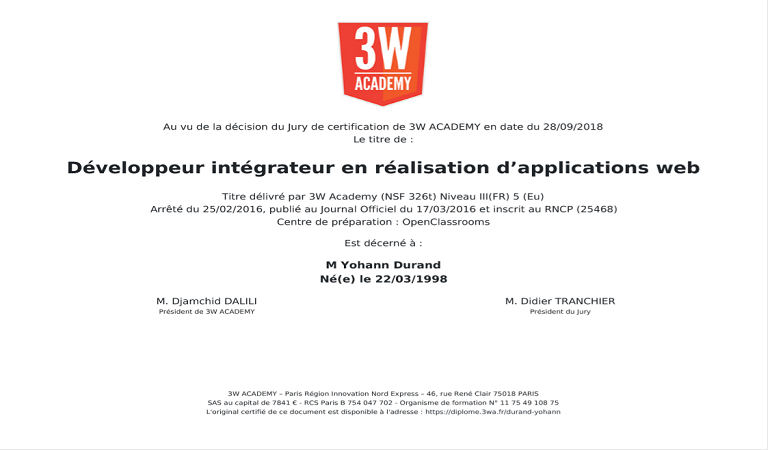 3W
ACADEMY
Au vu de la décision du Jury de certification de 3W ACADEMY en date du 28/09/2018
Le titre de :
Développeur intégrateur en réalisation d’applications web
Titre délivré par 3W Academy (NSF 326t) Niveau III(FR) 5 (Eu)
Arrêté du 25/02/2016, publié au Journal Officiel du 17/03/2016 et inscrit au RNCP (25468)
Centre de préparation : OpenClassrooms
Est décerné à :
M Yohann Durand
Né(e) le 22/03/1998
M. Djamchid DALILI
Président de 3W ACADEMY
M. Didier TRANCHIER
Président du Jury
3W ACADEMY – Paris Région Innovation Nord Express – 46, rue René Clair 75018 PARIS
SAS au capital de 7841 € - RCS Paris B 754 047 702 - Organisme de formation N° 11 75 49 108 75
L'original certifié de ce document est disponible à l'adresse : https://diplome.3wa.fr/durand-yohann